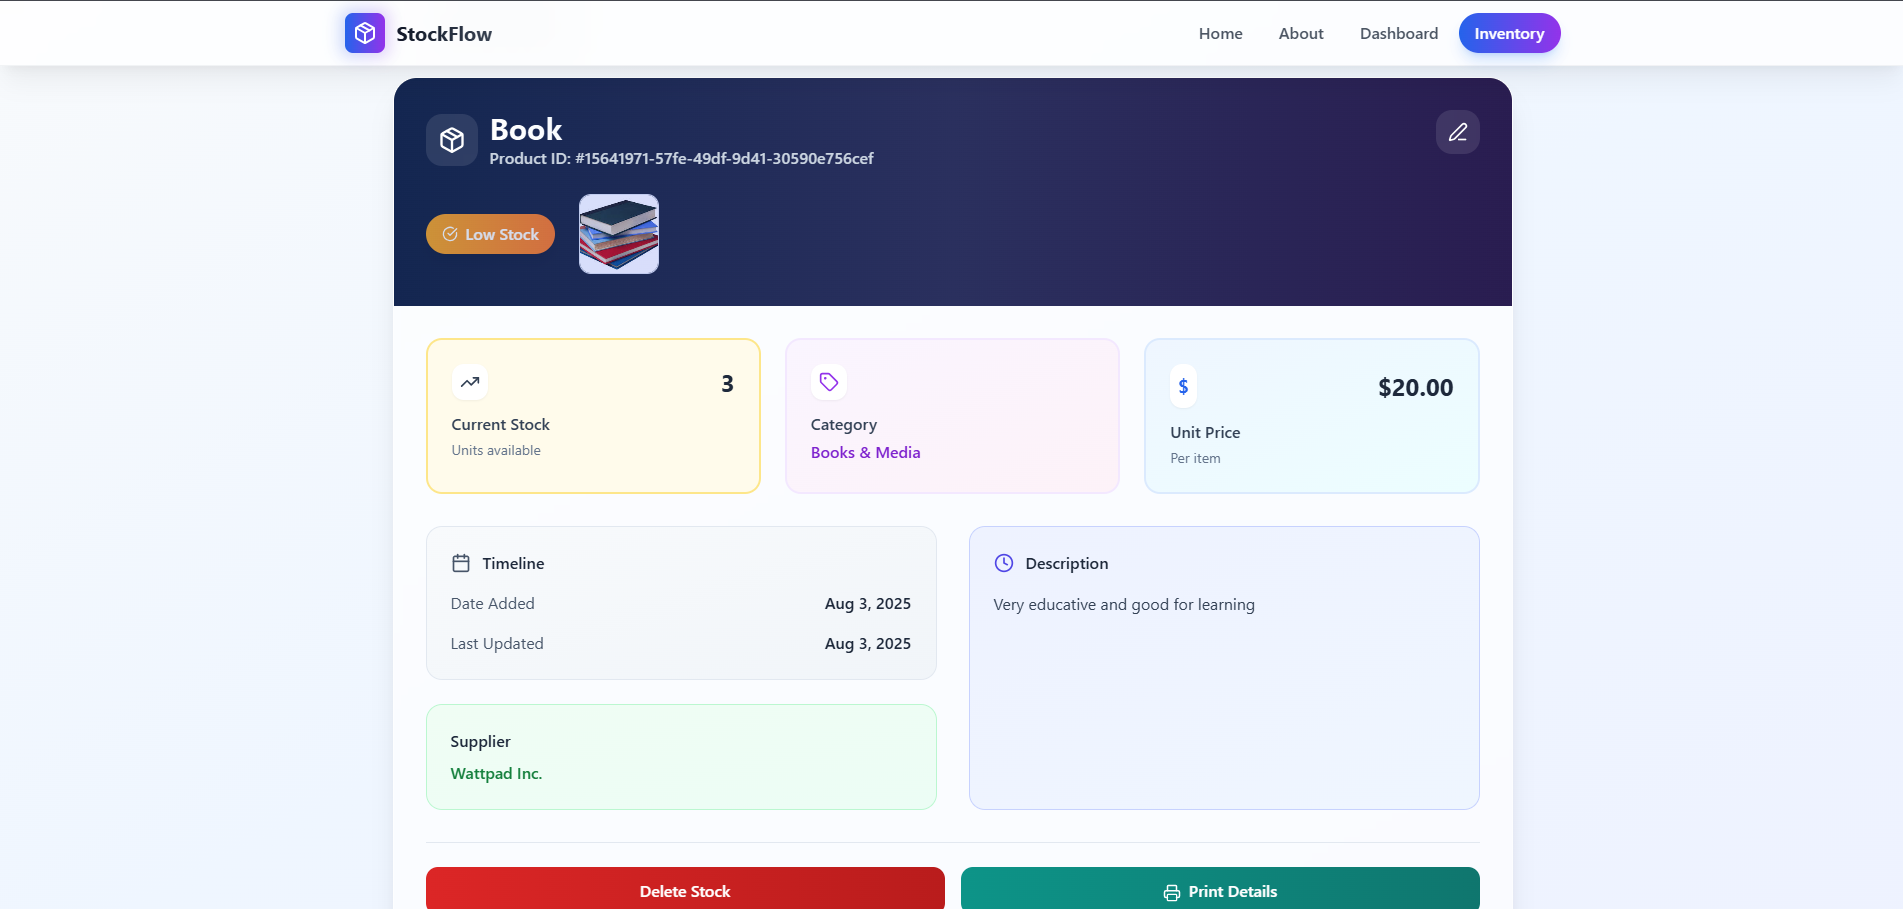 StockFlow
Home
About
Dashboard
Inventory
Book
Product ID: #15641971-57fe-49df-9d41-30590e756cef
Low Stock
3
Current Stock
Units available
Category
Books & Media
$
$20.00
Unit Price
Per item
Timeline
Date Added
Aug 3, 2025
Last Updated
Aug 3, 2025
Supplier
Wattpad Inc.
Description
Very educative and good for learning
Delete Stock
Print Details